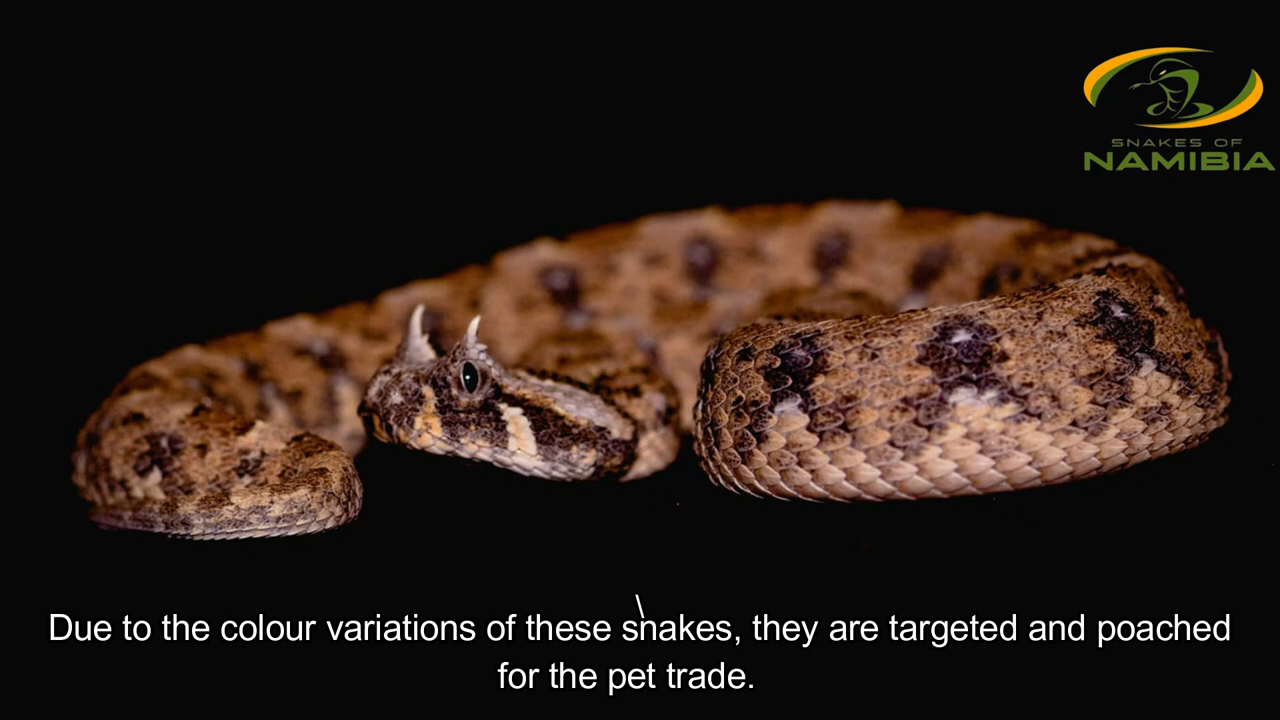 SNAKES OF
NAMIBIA
\
Due to the colour variations of these snakes, they are targeted and poached
for the pet trade.